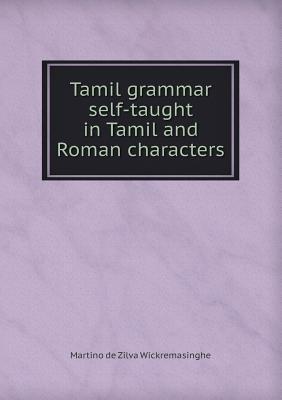 Tamil grammar
self-taught
in Tamil and
Roman characters
Martino de Zilva Wickremasinghe